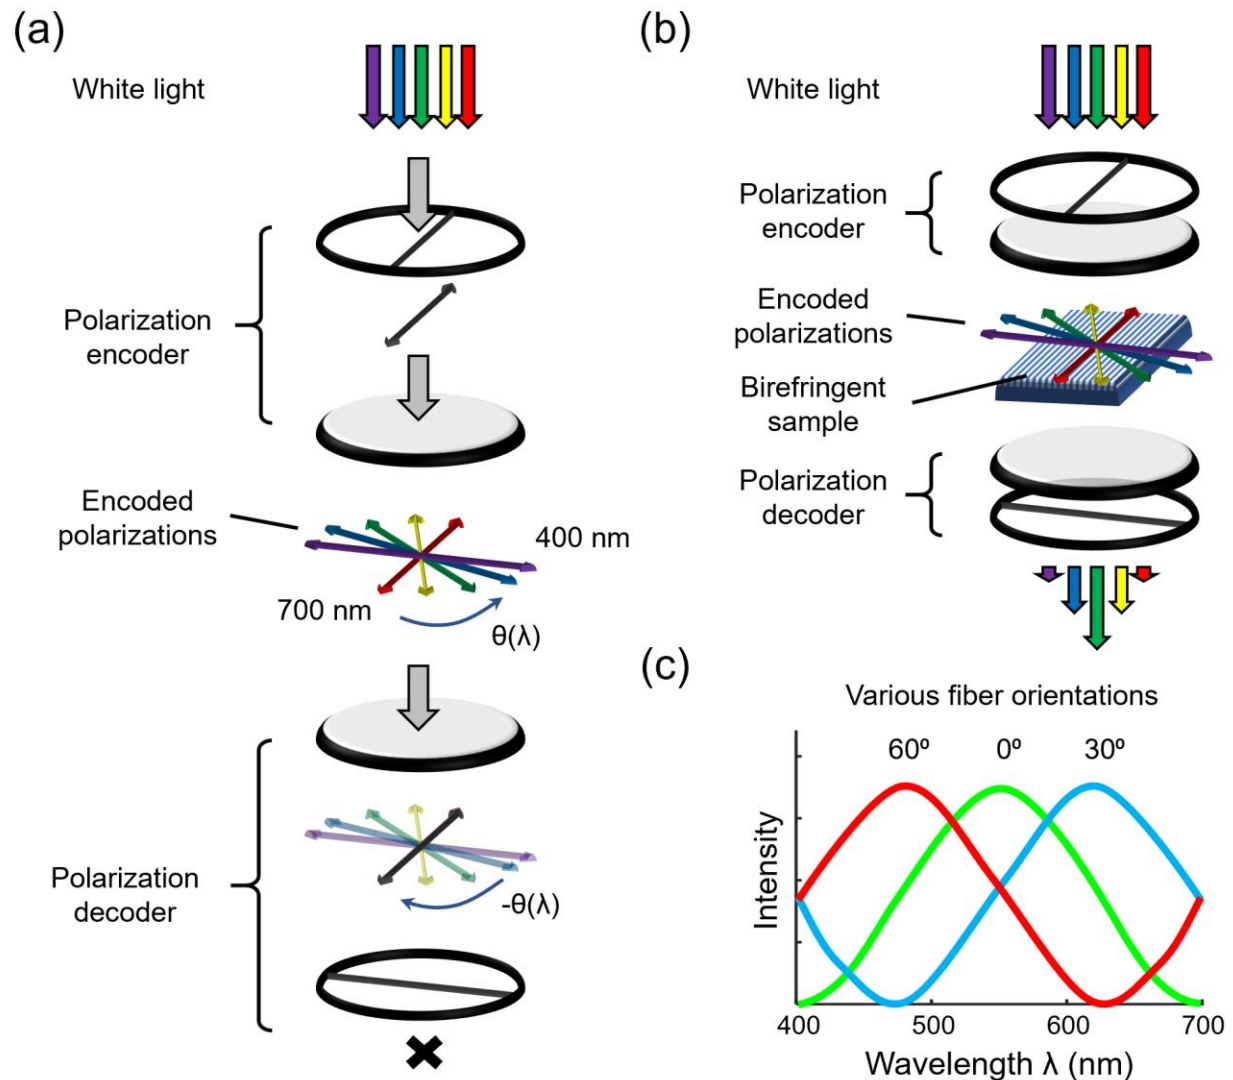 (a)
White light
Polarization
encoder
Encoded
polarizations
400 nm
700 nm
θ(λ)
Polarization
decoder
-θ(λ)
(b)
White light
Polarization
encoder
Encoded
polarizations
Birefringent
sample
Polarization
decoder
(c)
Various fiber orientations
60º
0º
30º
Intensity
400
500
600
700
Wavelength λ (nm)